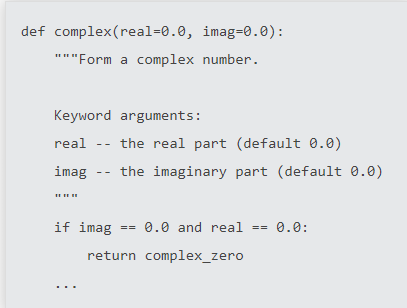 def complex(real=0.0, imag=0.0):
    """Form a complex number.

    Keyword arguments:
    real -- the real part (default 0.0)
    imag -- the imaginary part (default 0.0)
    """
    if imag == 0.0 and real == 0.0:
        return complex_zero
    ...